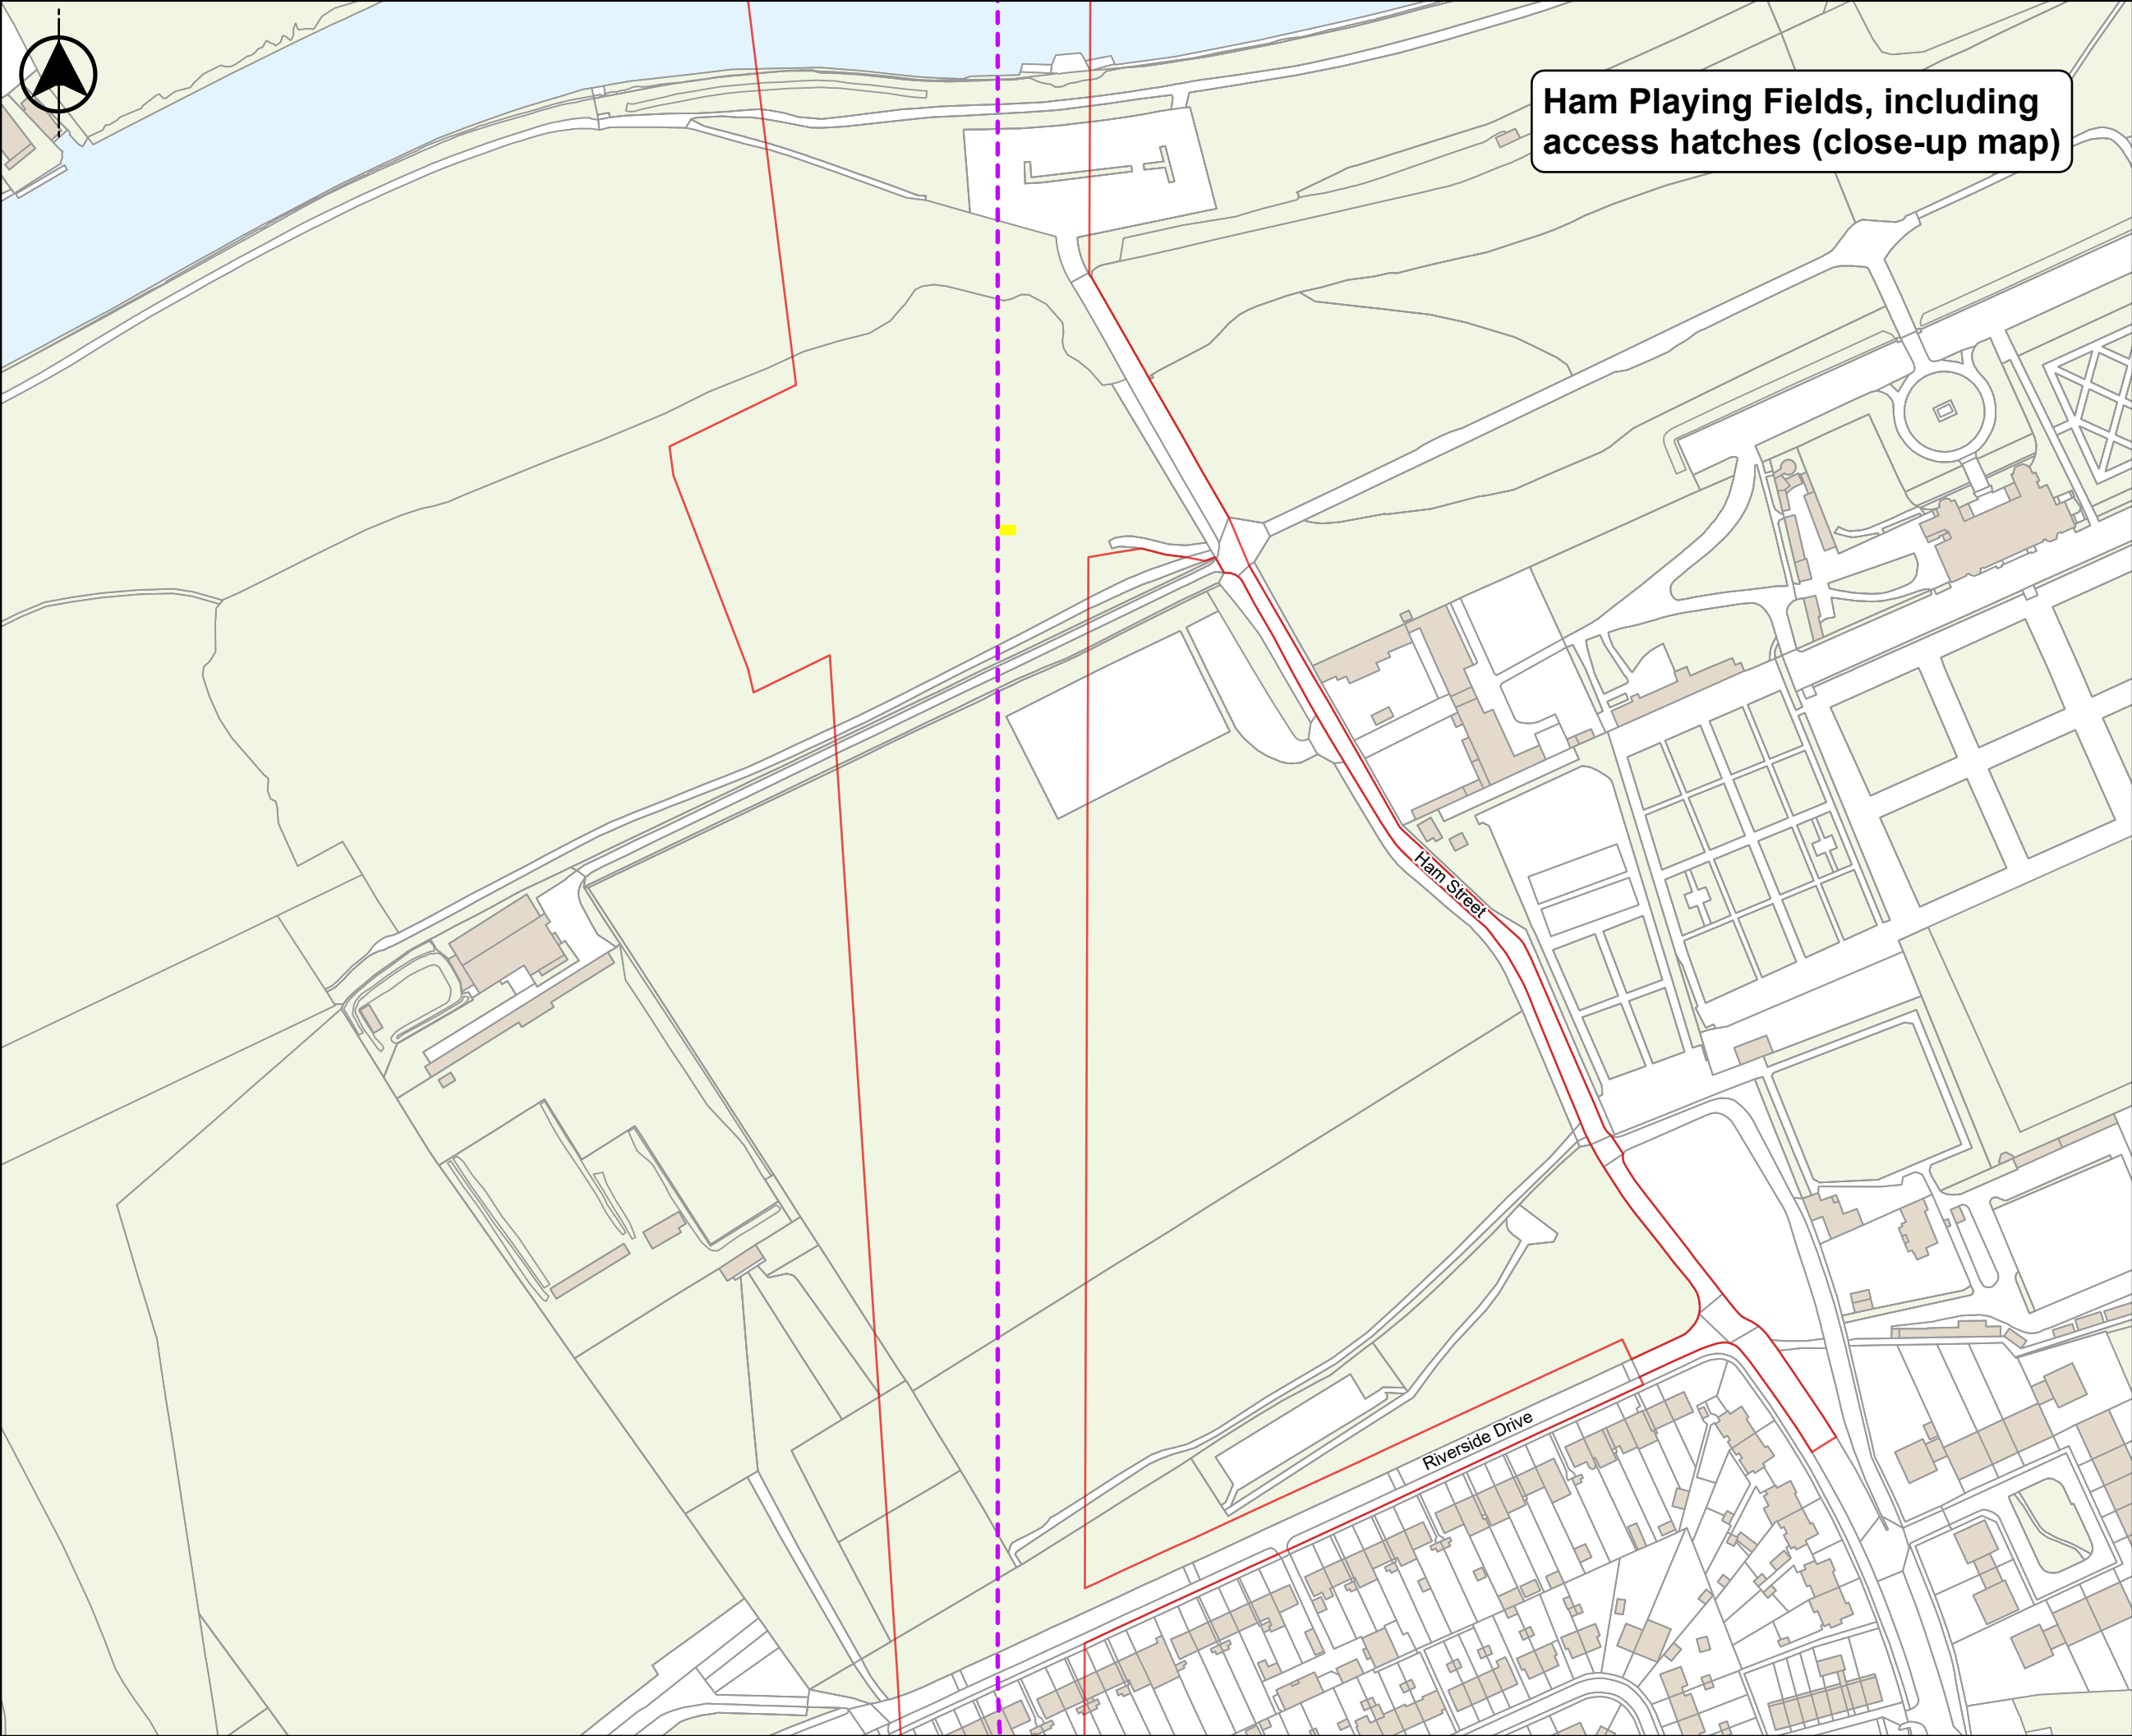 Ham Playing Fields, including
access hatches (close-up map)
Ham Street
Riverside Drive